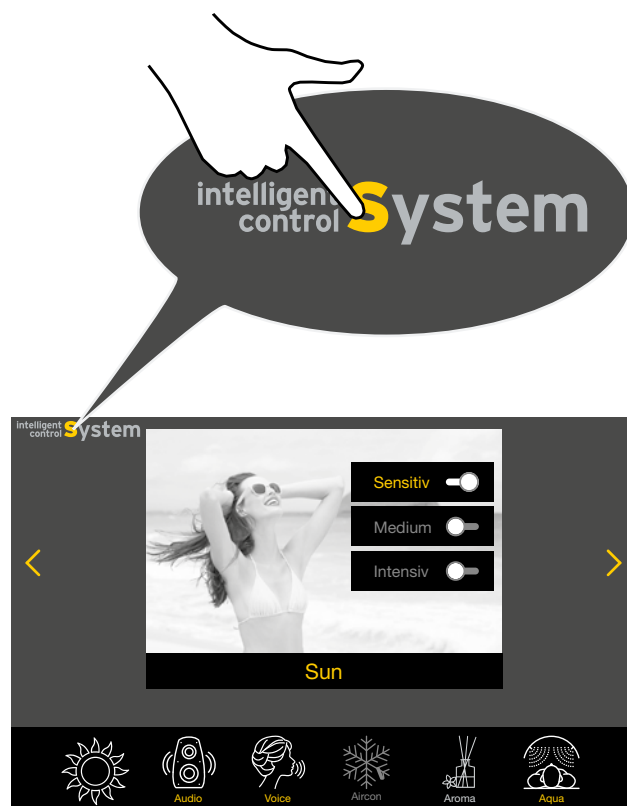 intelligent
control System
intelligent
control System
Sensitiv
Medium
Intensiv
Sun
Audio
Voice
Aircon
Aroma
Aqua